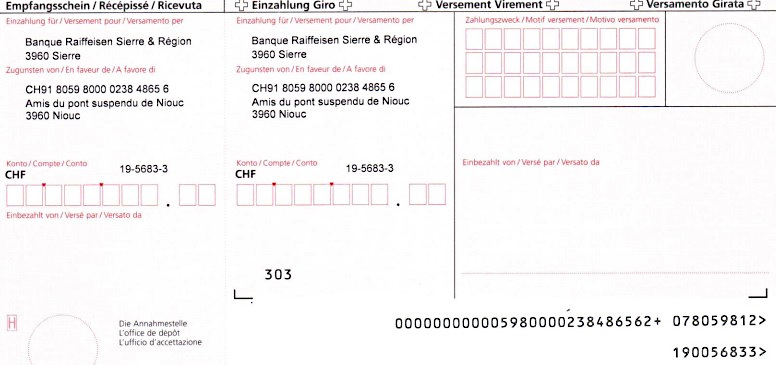 Empfangsschein / Récépissé / Ricevuta
Einzahlung für / Versement pour / Versamento per
Banque Raiffeisen Sierre & Région
3960 Sierre
Zugunsten von / En faveur de / A favore di
CH91 8059 8000 0238 4865 6
Amis du pont suspendu de Niouc
3960 Niouc
Konto / Compte / Conto 19-5683-3
CHF
Einbezahlt von / Versé par / Versato da
H
Die Annahmestelle
L'office de dépôt
L'ufficio d'accettazione
Einzahlung Giro
Versement Virement
Versamento Girata
Einzahlung für / Versement pour / Versamento per
Banque Raiffeisen Sierre & Région
3960 Sierre
Zugunsten von / En faveur de / A favore di
CH91 8059 8000 0238 4865 6
Amis du pont suspendu de Niouc
3960 Niouc
Konto / Compte / Conto 19-5683-3
CHF
303
Zahlungszweck / Motif versement / Motivo versamento
Einbezahlt von / Versé par / Versato da
000000000005980000238486562+ 078059812>
190056833>